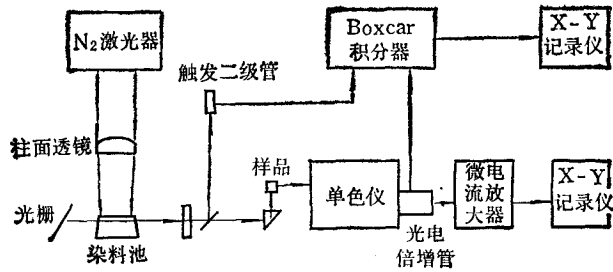 N₂激光器
Boxcar
积分器
X-Y
记录仪
触发二级管
柱面透镜
样品
光栅
染料池
单色仪
光电
倍增管
微电
流放
大器
X-Y
记录仪